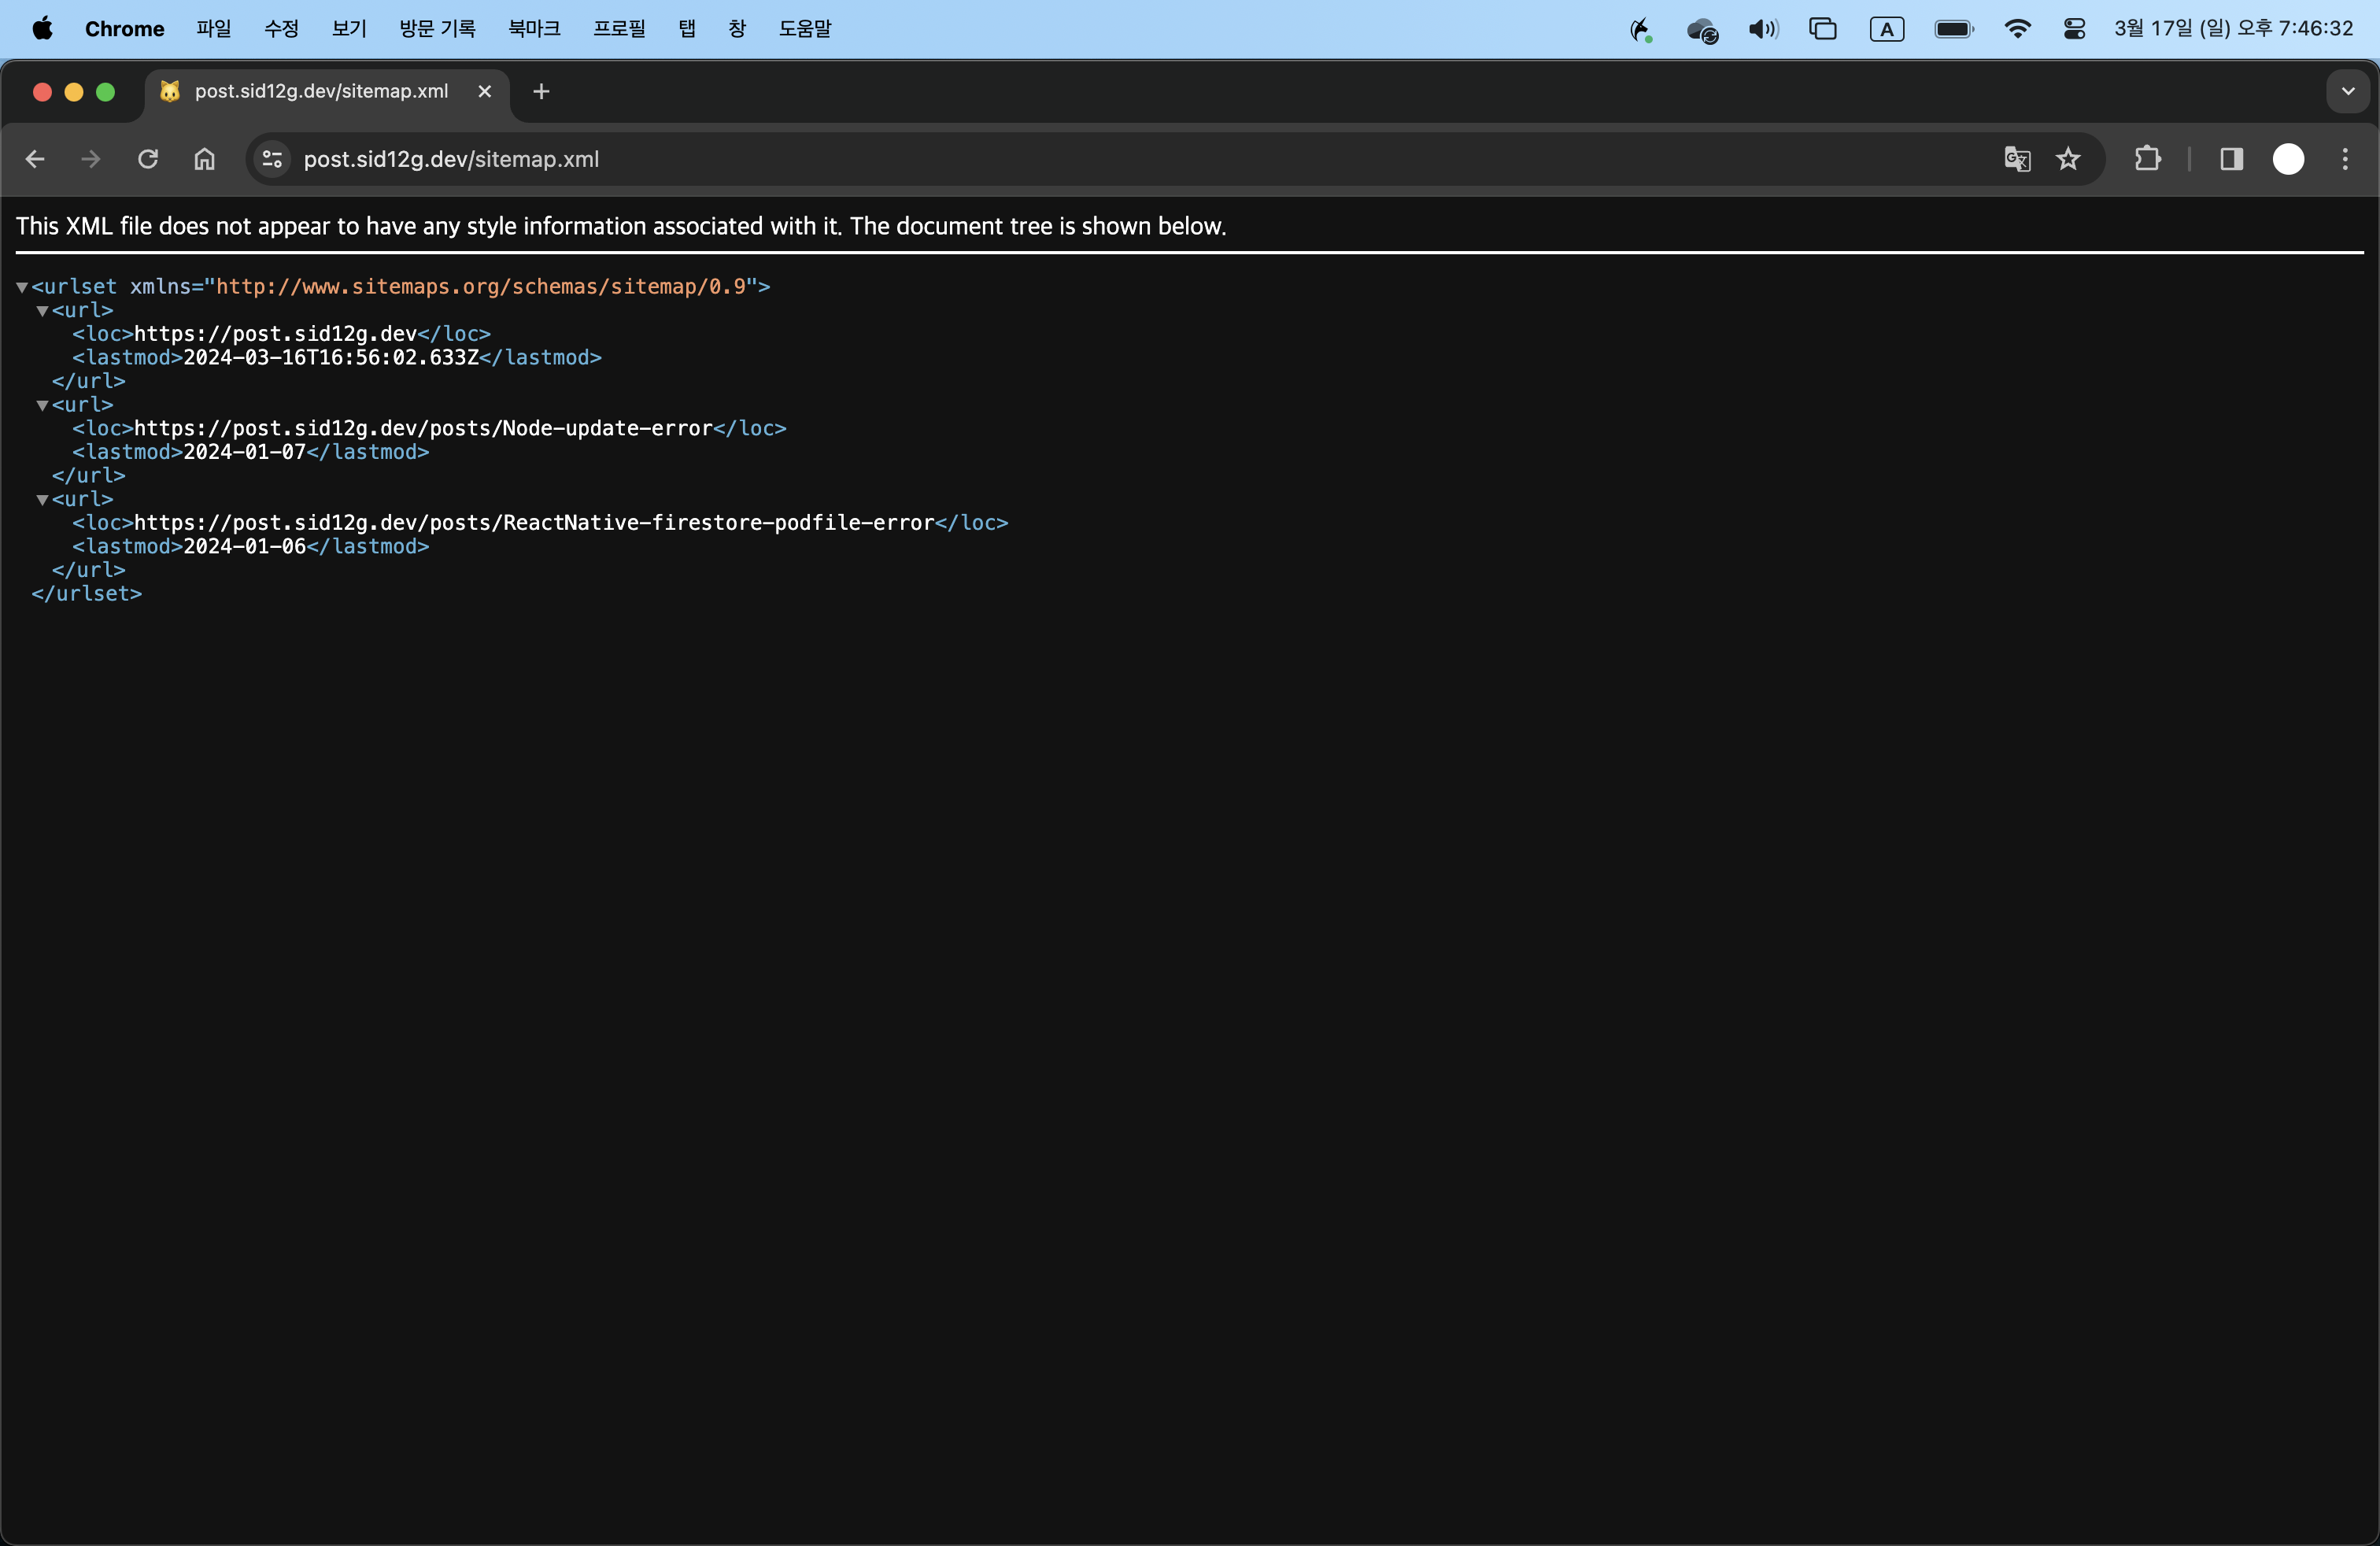 Chrome 파일 수정 보기 방문 기록 북마크 프로필 탭 창 도움말 A 3월 17일 (일) 오후 7:46:32
post.sid12g.dev/sitemap.xml
post.sid12g.dev/sitemap.xml
This XML file does not appear to have any style information associated with it. The document tree is shown below.
<urlset xmlns="http://www.sitemaps.org/schemas/sitemap/0.9">
<url>
<loc>https://post.sid12g.dev</loc>
<lastmod>2024-03-16T16:56:02.633Z</lastmod>
</url>
<url>
<loc>https://post.sid12g.dev/posts/Node-update-error</loc>
<lastmod>2024-01-07</lastmod>
</url>
<url>
<loc>https://post.sid12g.dev/posts/ReactNative-firestore-podfile-error</loc>
<lastmod>2024-01-06</lastmod>
</url>
</urlset>